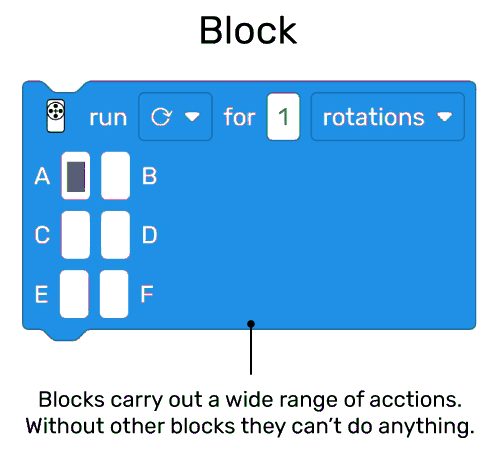 Block
run for 1 rotations
A B
C D
E F
Blocks carry out a wide range of acctions.
Without other blocks they can't do anything.